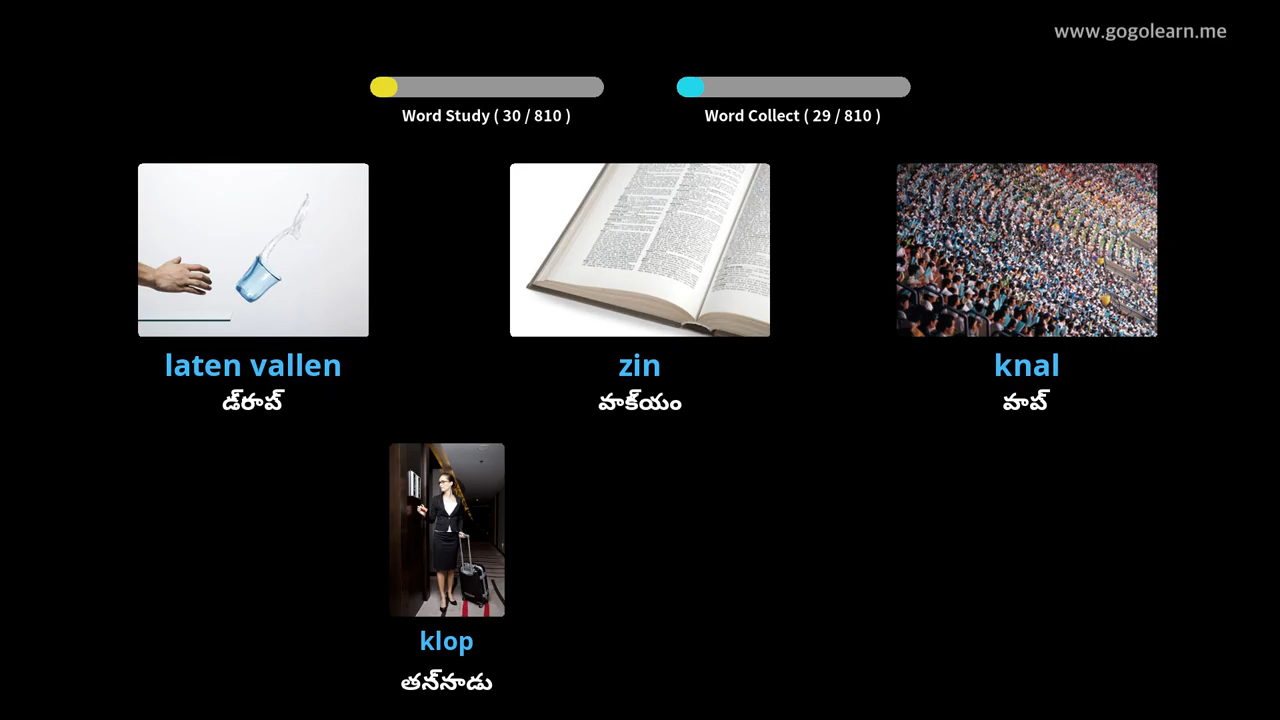 www.gogolearn.me
Word Study ( 30 / 810 )
Word Collect ( 29 / 810 )
laten vallen
డ్‌రాప్
zin
వాక్‌యం
knal
వాప్
klop
తన్‌నాడు